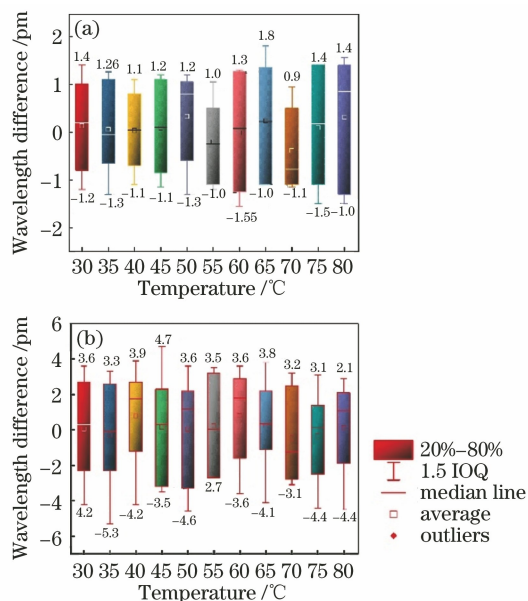 (a)
Wavelength difference /pm
2
1
0
−1
−2
1.4 1.26 1.1 1.2 1.2 1.0 1.3 1.8 0.9 1.4 1.4
−1.2 −1.3 −1.1 −1.1 −1.3 −1.0 −1.55 −1.0 −1.1 −1.5 −1.0
30 35 40 45 50 55 60 65 70 75 80
Temperature /℃
(b)
Wavelength difference /pm
6
4
2
0
−2
−4
−6
3.6 3.3 3.9 4.7 3.6 3.5 3.6 3.8 3.2 3.1 2.1
4.2 −5.3 −4.2 −3.5 −4.6 2.7 −3.6 −4.1 −3.1 −4.4 −4.4
30 35 40 45 50 55 60 65 70 75 80
Temperature /℃
20%−80%
1.5 IOQ
median line
average
outliers